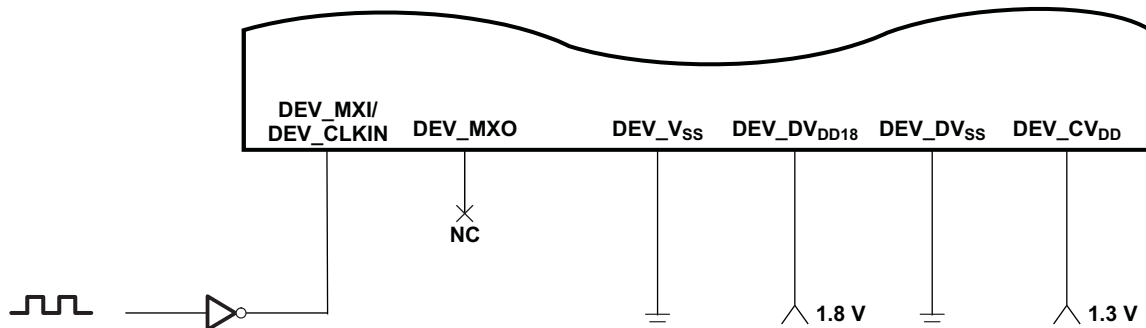 DEV_MXI/
DEV_CLKIN
DEV_MXO
DEV_VSS
DEV_DVDD18
DEV_DVSS
DEV_CVDD
NC
1.8 V
1.3 V